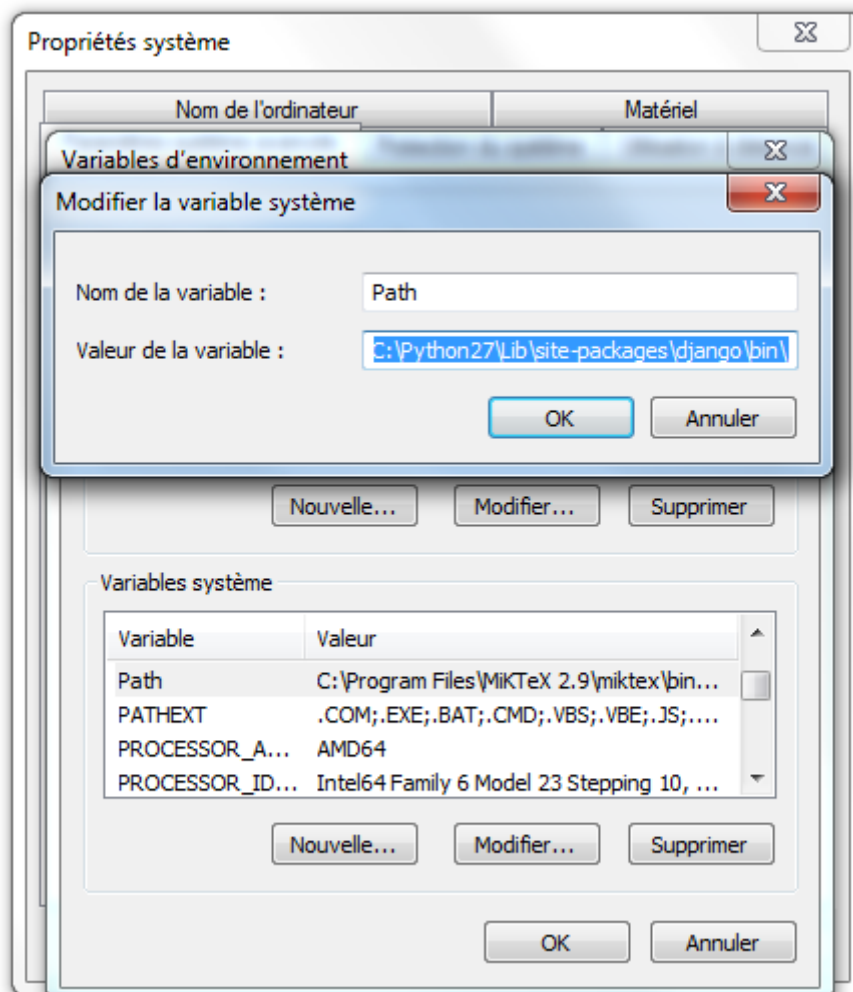 Propriétés système
Nom de l'ordinateur Matériel
Variables d'environnement
Modifier la variable système
Nom de la variable : Path
Valeur de la variable : C:\Python27\Lib\site-packages\django\bin\
OK Annuler
Nouvelle... Modifier... Supprimer
Variables système
Variable Valeur
Path C:\Program Files\MiKTeX 2.9\miktex\bin...
PATHEXT .COM;.EXE;.BAT;.CMD;.VBS;.VBE;.JS;....
PROCESSOR_A... AMD64
PROCESSOR_ID... Intel64 Family 6 Model 23 Stepping 10, ...
Nouvelle... Modifier... Supprimer
OK Annuler